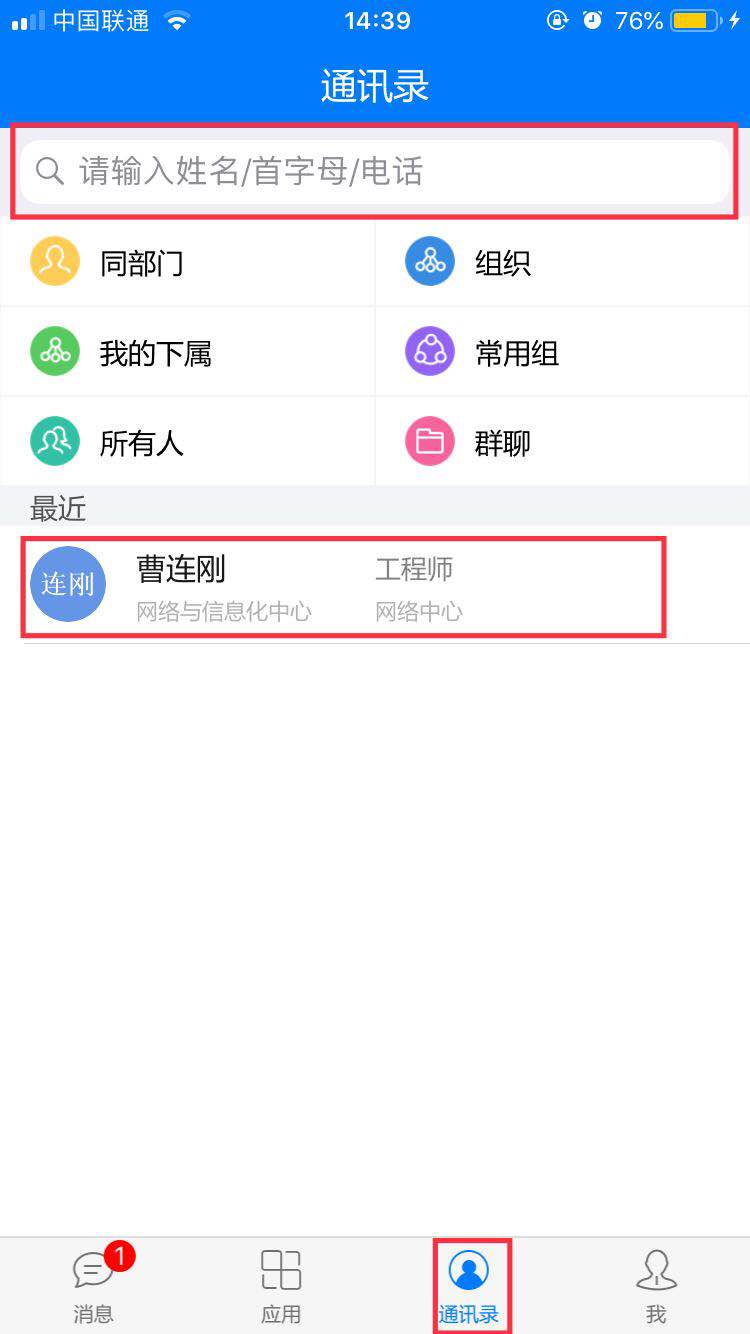 中国联通 14:39 76%
通讯录
请输入姓名/首字母/电话
同部门 组织
我的下属 常用组
所有人 群聊
最近
连刚 曹连刚 工程师
网络与信息化中心 网络中心
1
消息 应用 通讯录 我